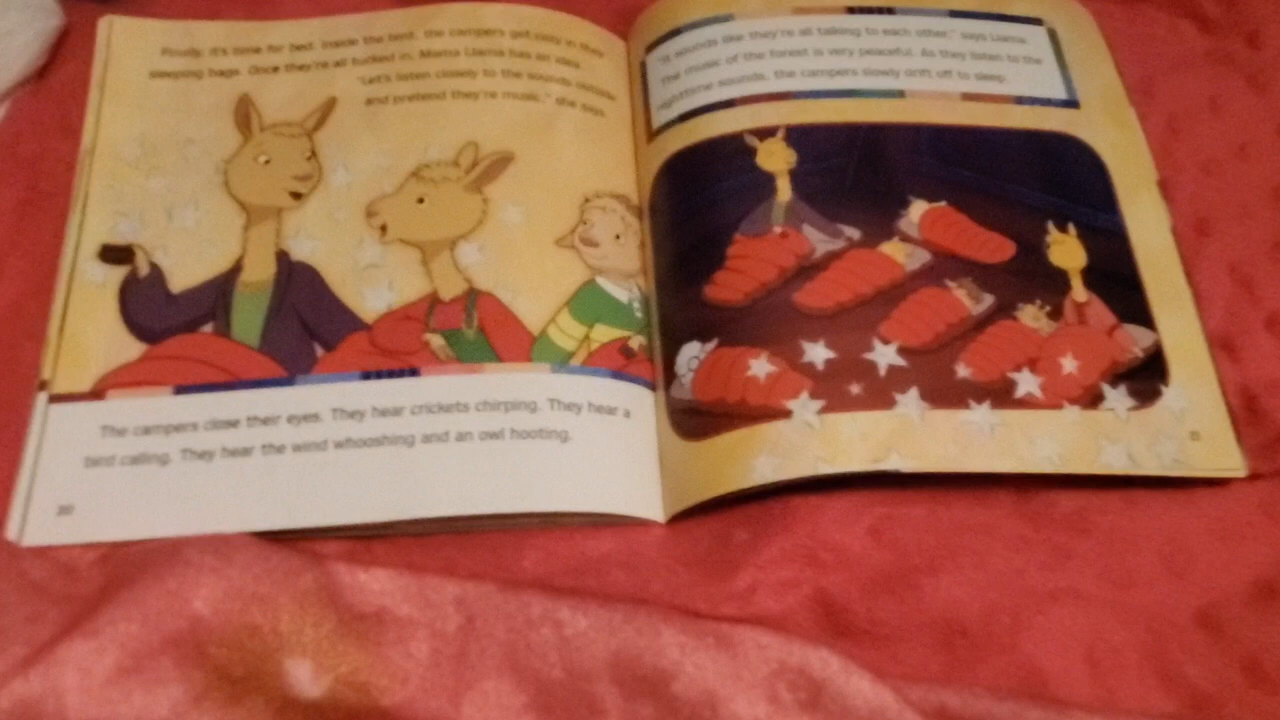 Finally, it's time for bed. Inside the tent, the campers get cozy in their
sleeping bags. Once they're all tucked in, Mama Llama has an idea.
"Let's listen closely to the sounds outside
and pretend they're music," she says.
The campers close their eyes. They hear crickets chirping. They hear a
bird calling. They hear the wind whooshing and an owl hooting.
20
"It sounds like they're all talking to each other," says Llama.
The music of the forest is very peaceful. As they listen to the
nighttime sounds, the campers slowly drift off to sleep.
21